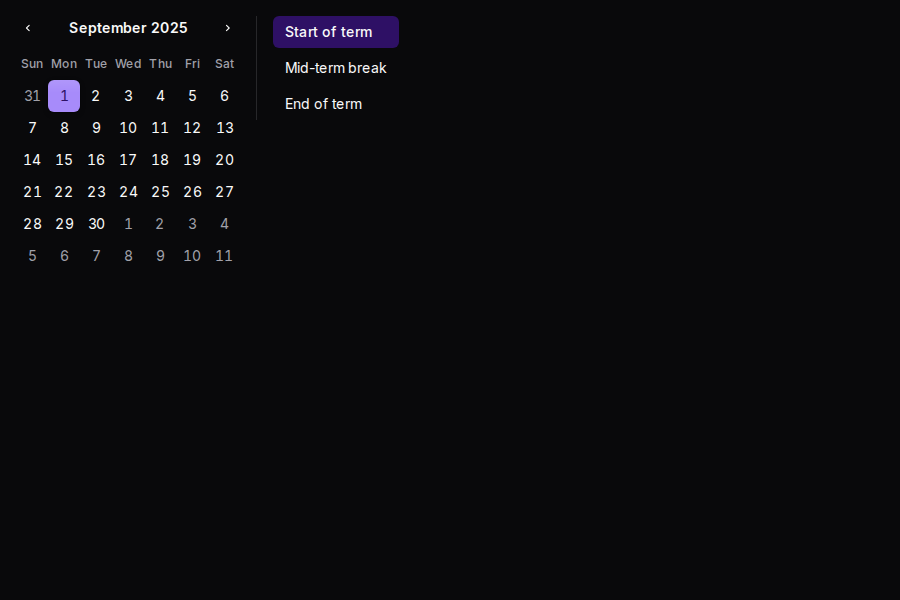 September 2025
Sun Mon Tue Wed Thu Fri Sat
31 1 2 3 4 5 6
7 8 9 10 11 12 13
14 15 16 17 18 19 20
21 22 23 24 25 26 27
28 29 30 1 2 3 4
5 6 7 8 9 10 11
Start of term
Mid-term break
End of term